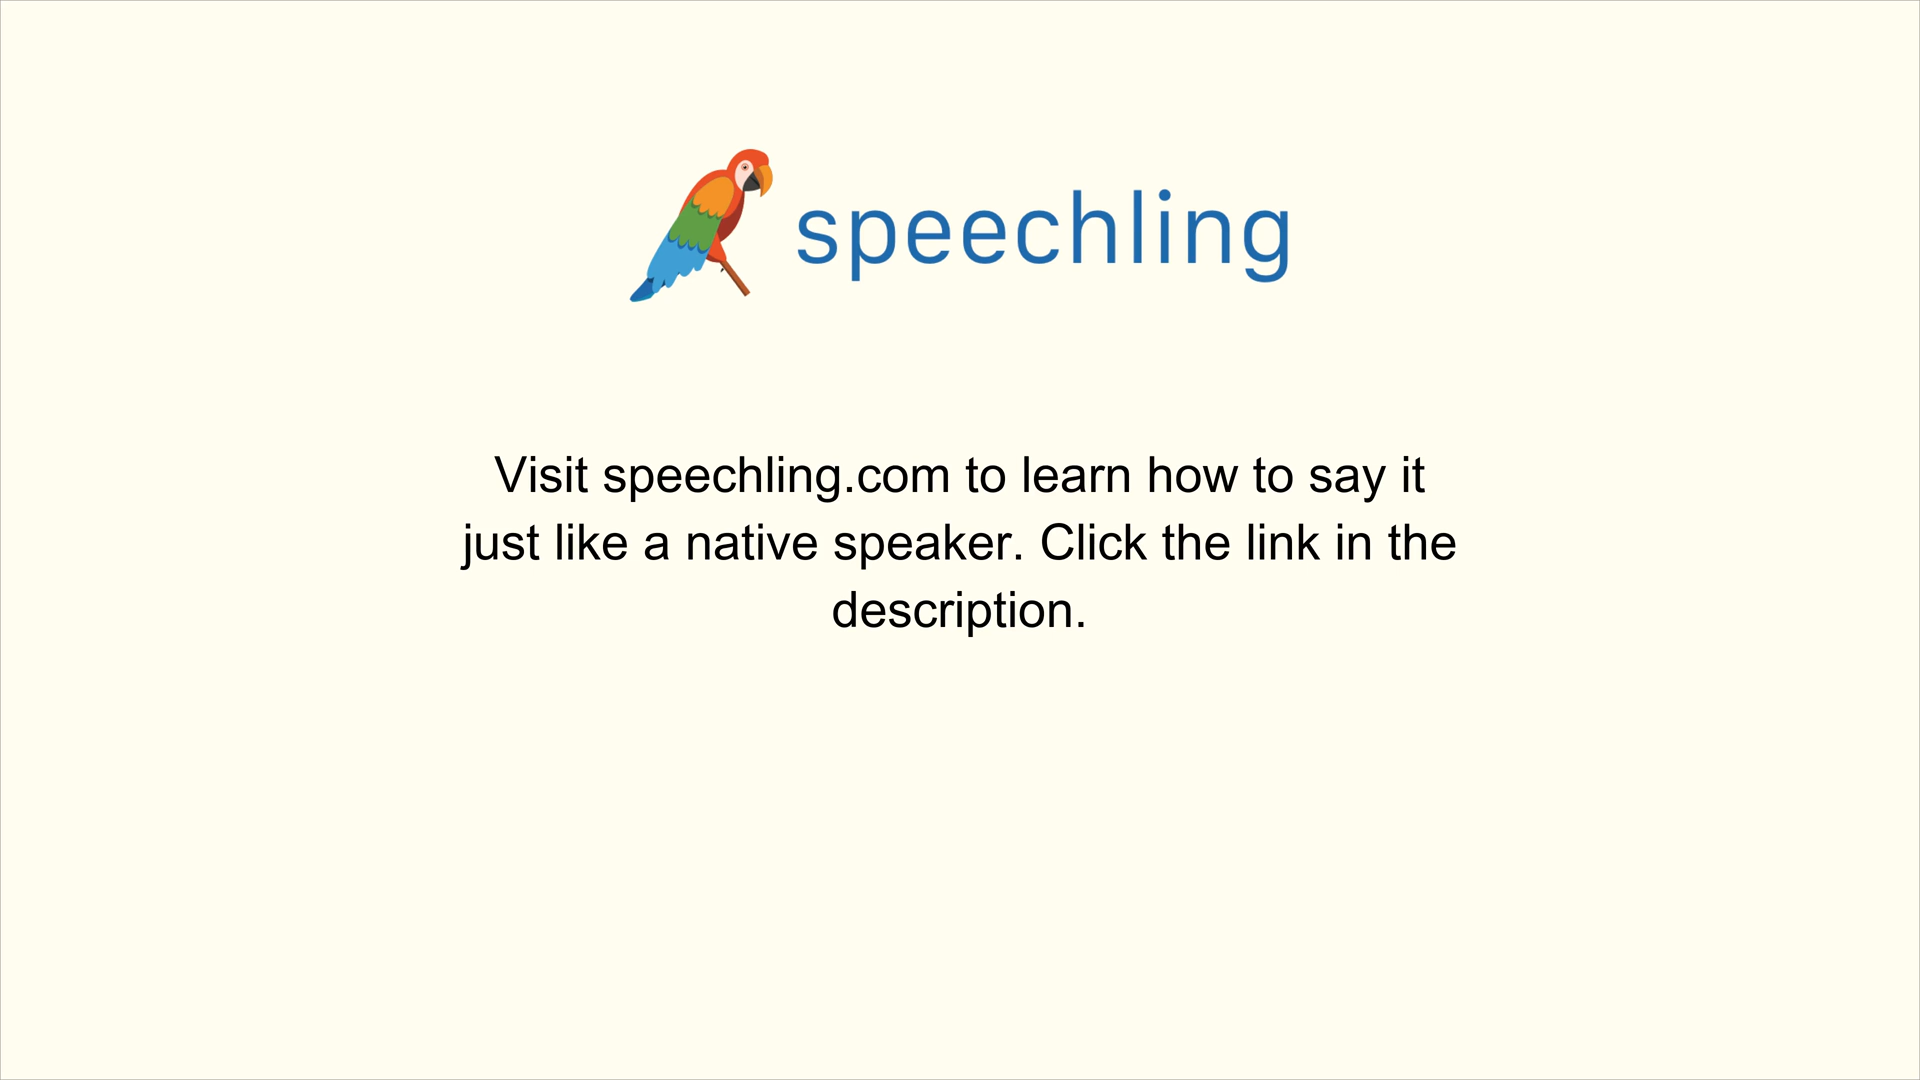 speechling
Visit speechling.com to learn how to say it
just like a native speaker. Click the link in the
description.